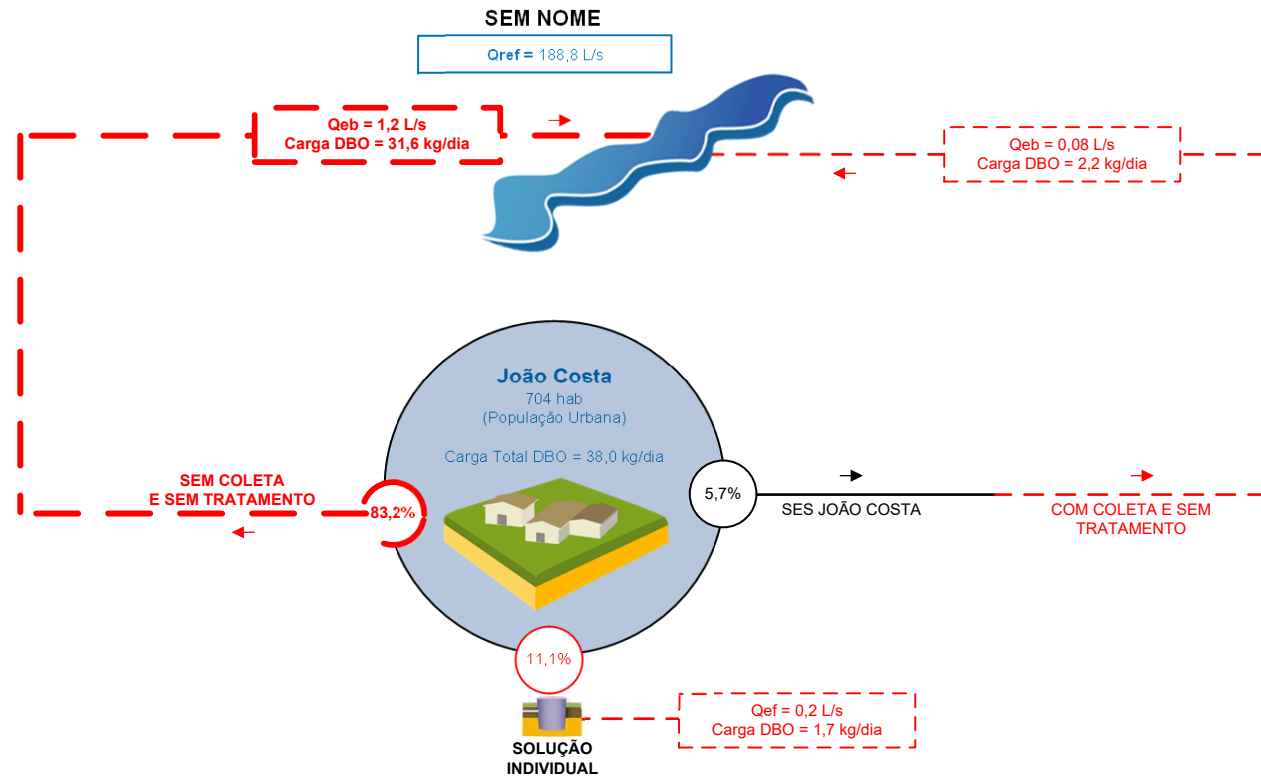 SEM NOME
Qref = 188,8 L/s
Qeb = 1,2 L/s
Carga DBO = 31,6 kg/dia
Qeb = 0,08 L/s
Carga DBO = 2,2 kg/dia
João Costa
704 hab
(População Urbana)
Carga Total DBO = 38,0 kg/dia
SEM COLETA
E SEM TRATAMENTO
83,2%
5,7%
SES JOÃO COSTA
COM COLETA E SEM
TRATAMENTO
11,1%
Qef = 0,2 L/s
Carga DBO = 1,7 kg/dia
SOLUÇÃO
INDIVIDUAL